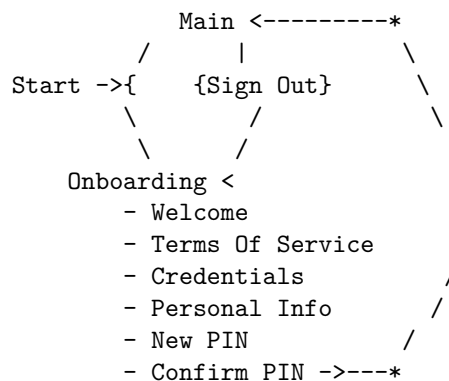 Main <---------*
/ | \
Start ->{ {Sign Out} \
\ / \
\ /
Onboarding <
- Welcome
- Terms Of Service
- Credentials /
- Personal Info /
- New PIN /
- Confirm PIN ->---*